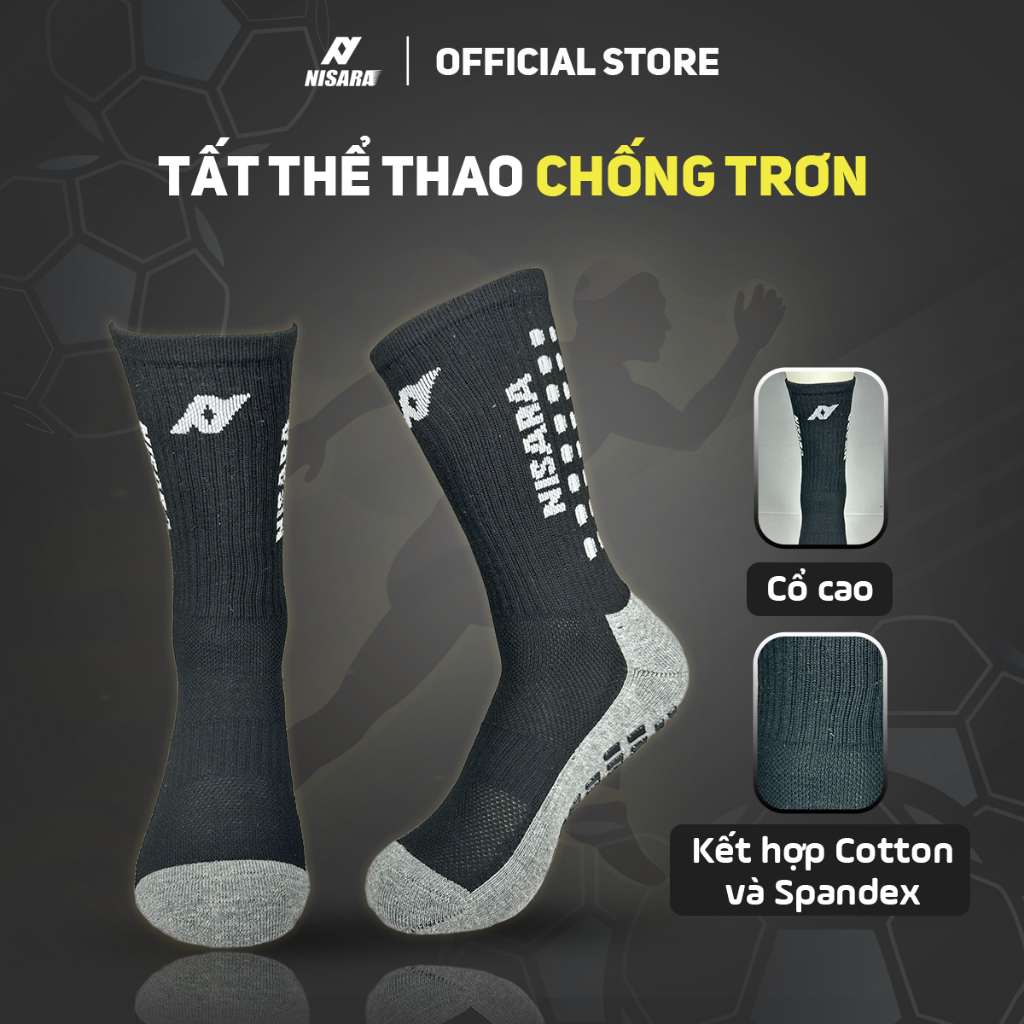 NISARA
OFFICIAL STORE
TẤT THỂ THAO CHỐNG TRƠN
NISARA
NISARA
Cổ cao
Kết hợp Cotton
và Spandex